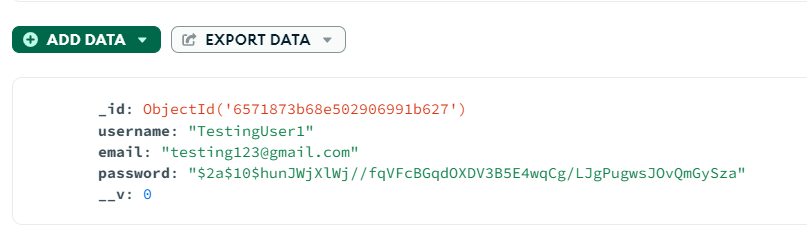 ADD DATA EXPORT DATA
_id: ObjectId('6571873b68e502906991b627')
username: "TestingUser1"
email: "testing123@gmail.com"
password: "$2a$10$hunJWjXlWj//fqVFcBGqdOXDV3B5E4wqCg/LJgPugwsJOvQmGySza"
__v: 0